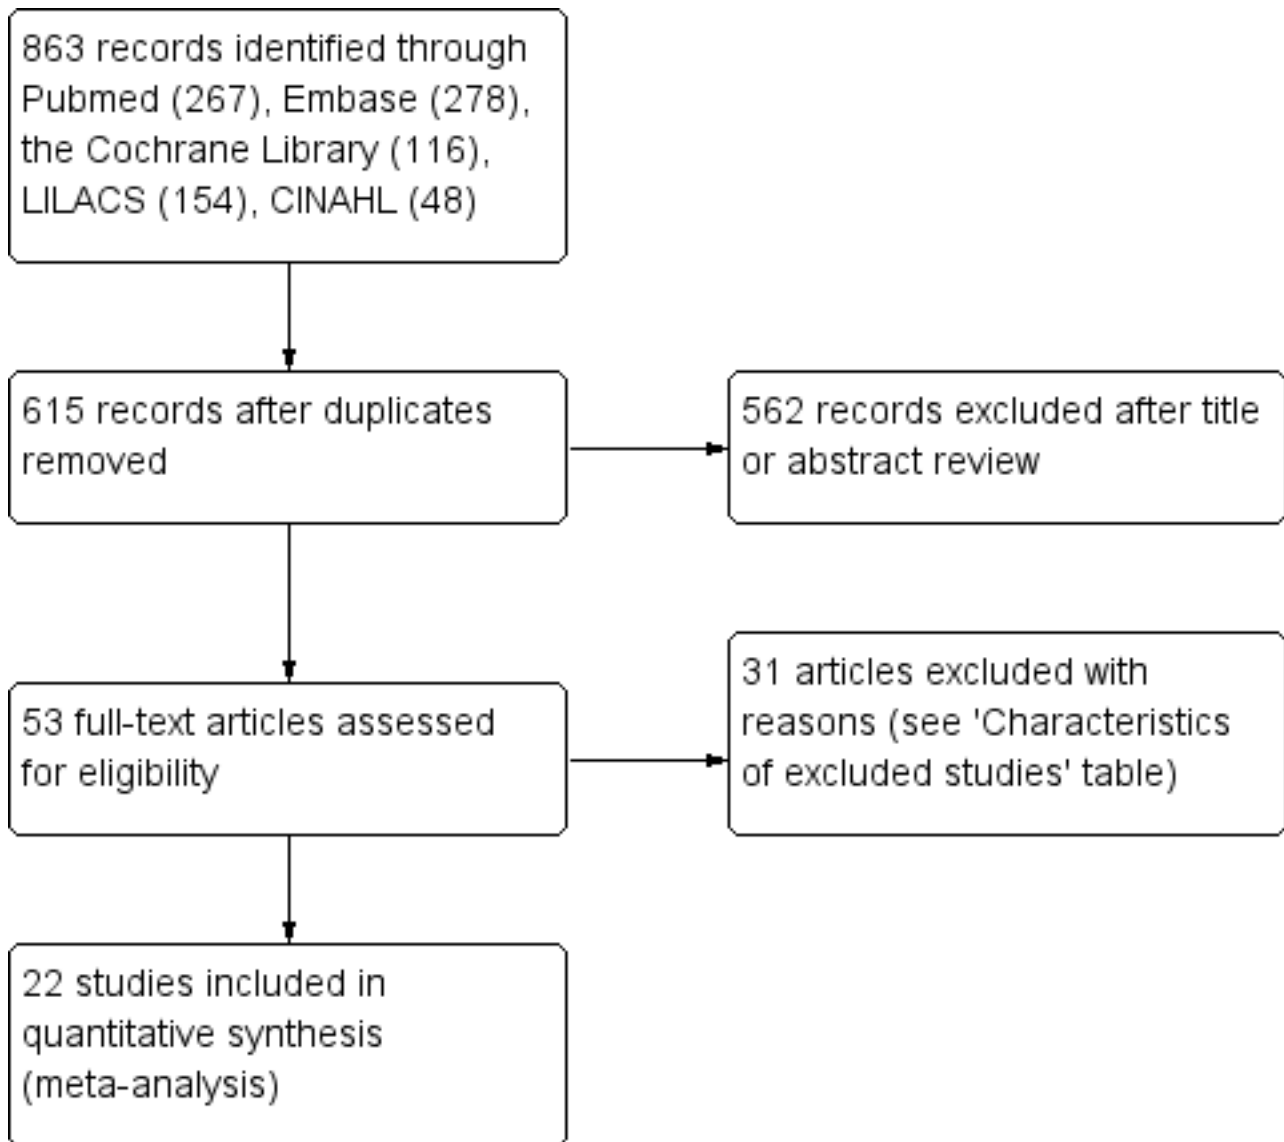 863 records identified through
Pubmed (267), Embase (278),
the Cochrane Library (116),
LILACS (154), CINAHL (48)
615 records after duplicates
removed
562 records excluded after title
or abstract review
53 full-text articles assessed
for eligibility
31 articles excluded with
reasons (see 'Characteristics
of excluded studies' table)
22 studies included in
quantitative synthesis
(meta-analysis)